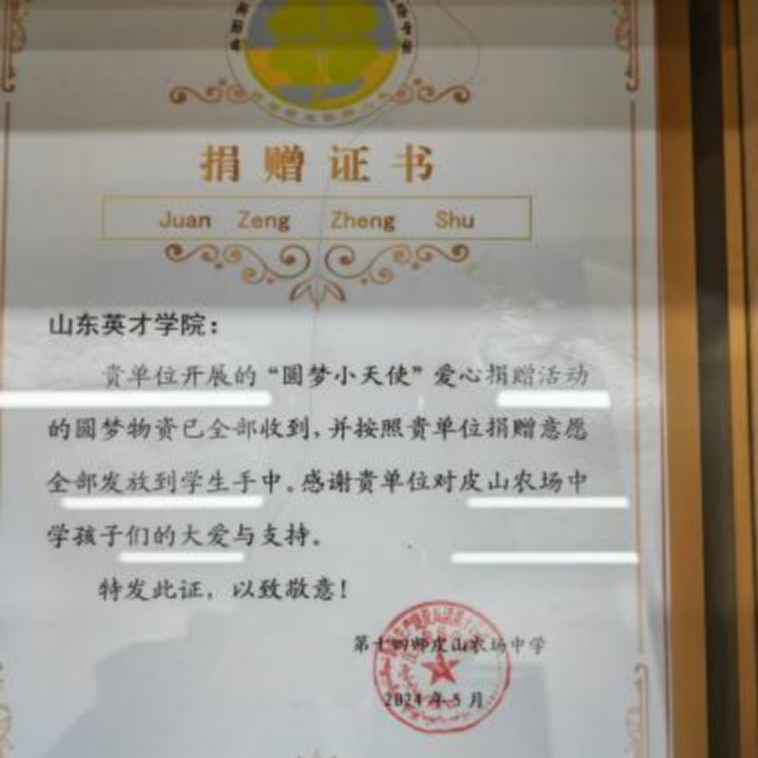 捐赠证书
Juan Zeng Zheng Shu
山东英才学院：
贵单位开展的“圆梦小天使”爱心捐赠活动
的圆梦物资已全部收到，并按照贵单位捐赠意愿
全部发放到学生手中。感谢贵单位对皮山农场中
学孩子们的大爱与支持。
特发此证，以致敬意！
第十四师皮山农场中学
2024年5月